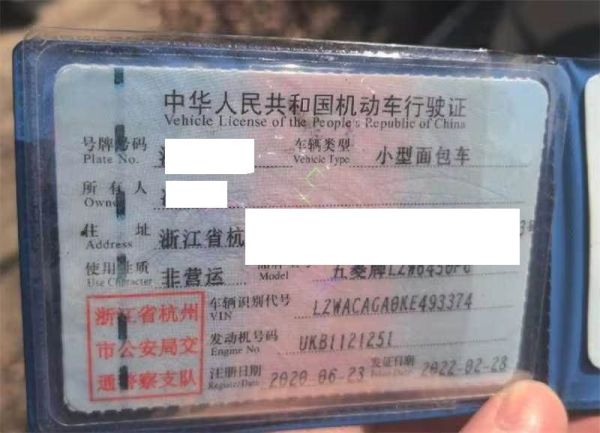 中华人民共和国机动车行驶证
Vehicle License of the People's Republic of China
号牌号码 车辆类型 小型面包车
Plate No. Vehicle Type
所有人
Owner
住址 浙江省杭
Address
使用性质 非营运 五菱牌LZW6450PG
Use Character Model
浙江省杭州
市公安局交
通警察支队
车辆识别代号 LZWACAGA0KE493374
VIN
发动机号码 UKB1121251
Engine No
注册日期 2020-06-23 发证日期 2022-02-28
Register Date Issue Date